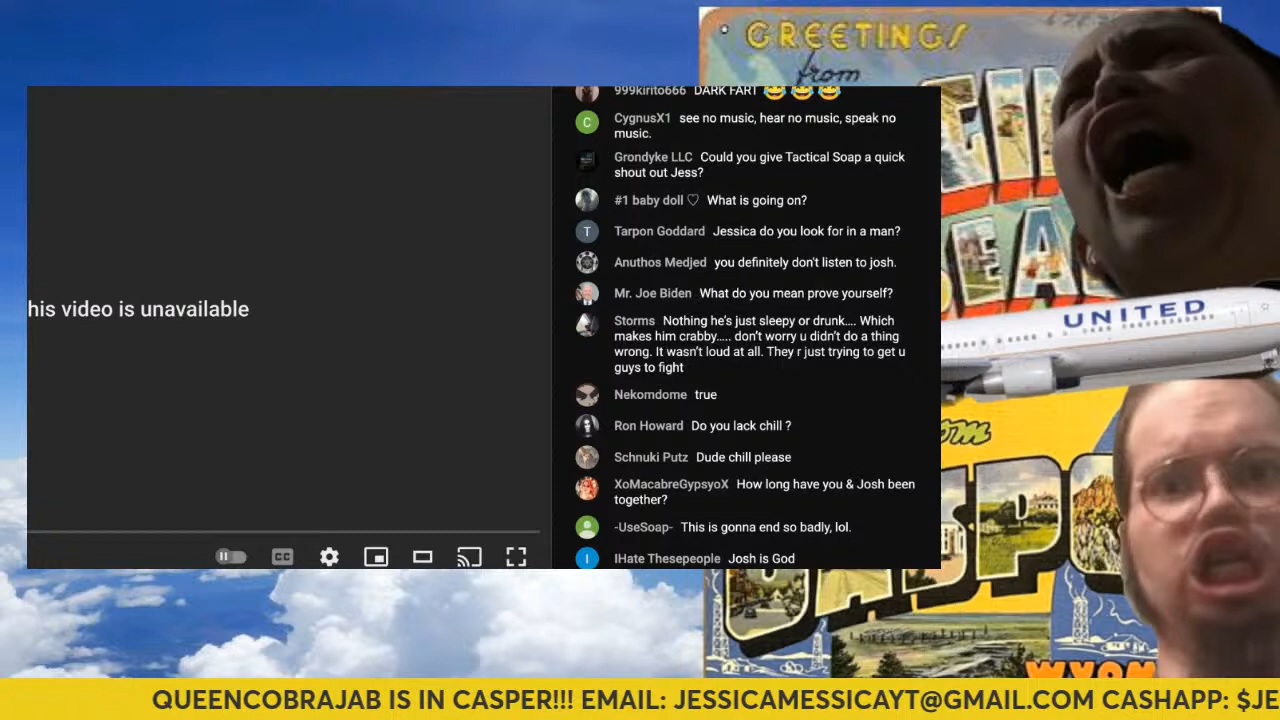 GREETINGS
from
999kirito666 DARK FART
CygnusX1 see no music, hear no music, speak no
music.
Grondyke LLC Could you give Tactical Soap a quick
shout out Jess?
#1 baby doll ♡ What is going on?
Tarpon Goddard Jessica do you look for in a man?
Anuthos Medjed you definitely don't listen to josh.
Mr. Joe Biden What do you mean prove yourself?
his video is unavailable
Storms Nothing he's just sleepy or drunk.... Which
makes him crabby..... don't worry u didn't do a thing
wrong. It wasn't loud at all. They r just trying to get u
guys to fight
Nekomdome true
Ron Howard Do you lack chill ?
Schnuki Putz Dude chill please
XoMacabreGypsyoX How long have you & Josh been
together?
-UseSoap- This is gonna end so badly, lol.
IHate Thesepeople Josh is God
CC
UNITED
QUEENCOBRAJAB IS IN CASPER!!! EMAIL: JESSICAMESSICAYT@GMAIL.COM CASHAPP: $JE